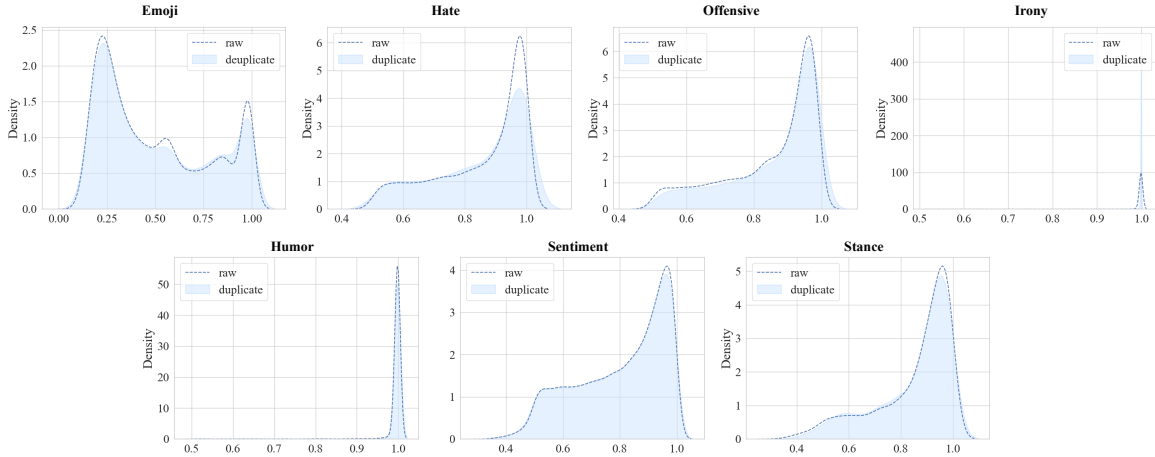 Emoji
Density
2.5
2.0
1.5
1.0
0.5
0.0
0.00 0.25 0.50 0.75 1.00
raw
deuplicate
Hate
Density
6
5
4
3
2
1
0
0.4 0.6 0.8 1.0
raw
duplicate
Offensive
Density
6
5
4
3
2
1
0
0.4 0.6 0.8 1.0
raw
duplicate
Irony
Density
400
300
200
100
0
0.5 0.6 0.7 0.8 0.9 1.0
raw
duplicate
Humor
Density
50
40
30
20
10
0
0.5 0.6 0.7 0.8 0.9 1.0
raw
duplicate
Sentiment
Density
4
3
2
1
0
0.4 0.6 0.8 1.0
raw
duplicate
Stance
Density
5
4
3
2
1
0
0.4 0.6 0.8 1.0
raw
duplicate